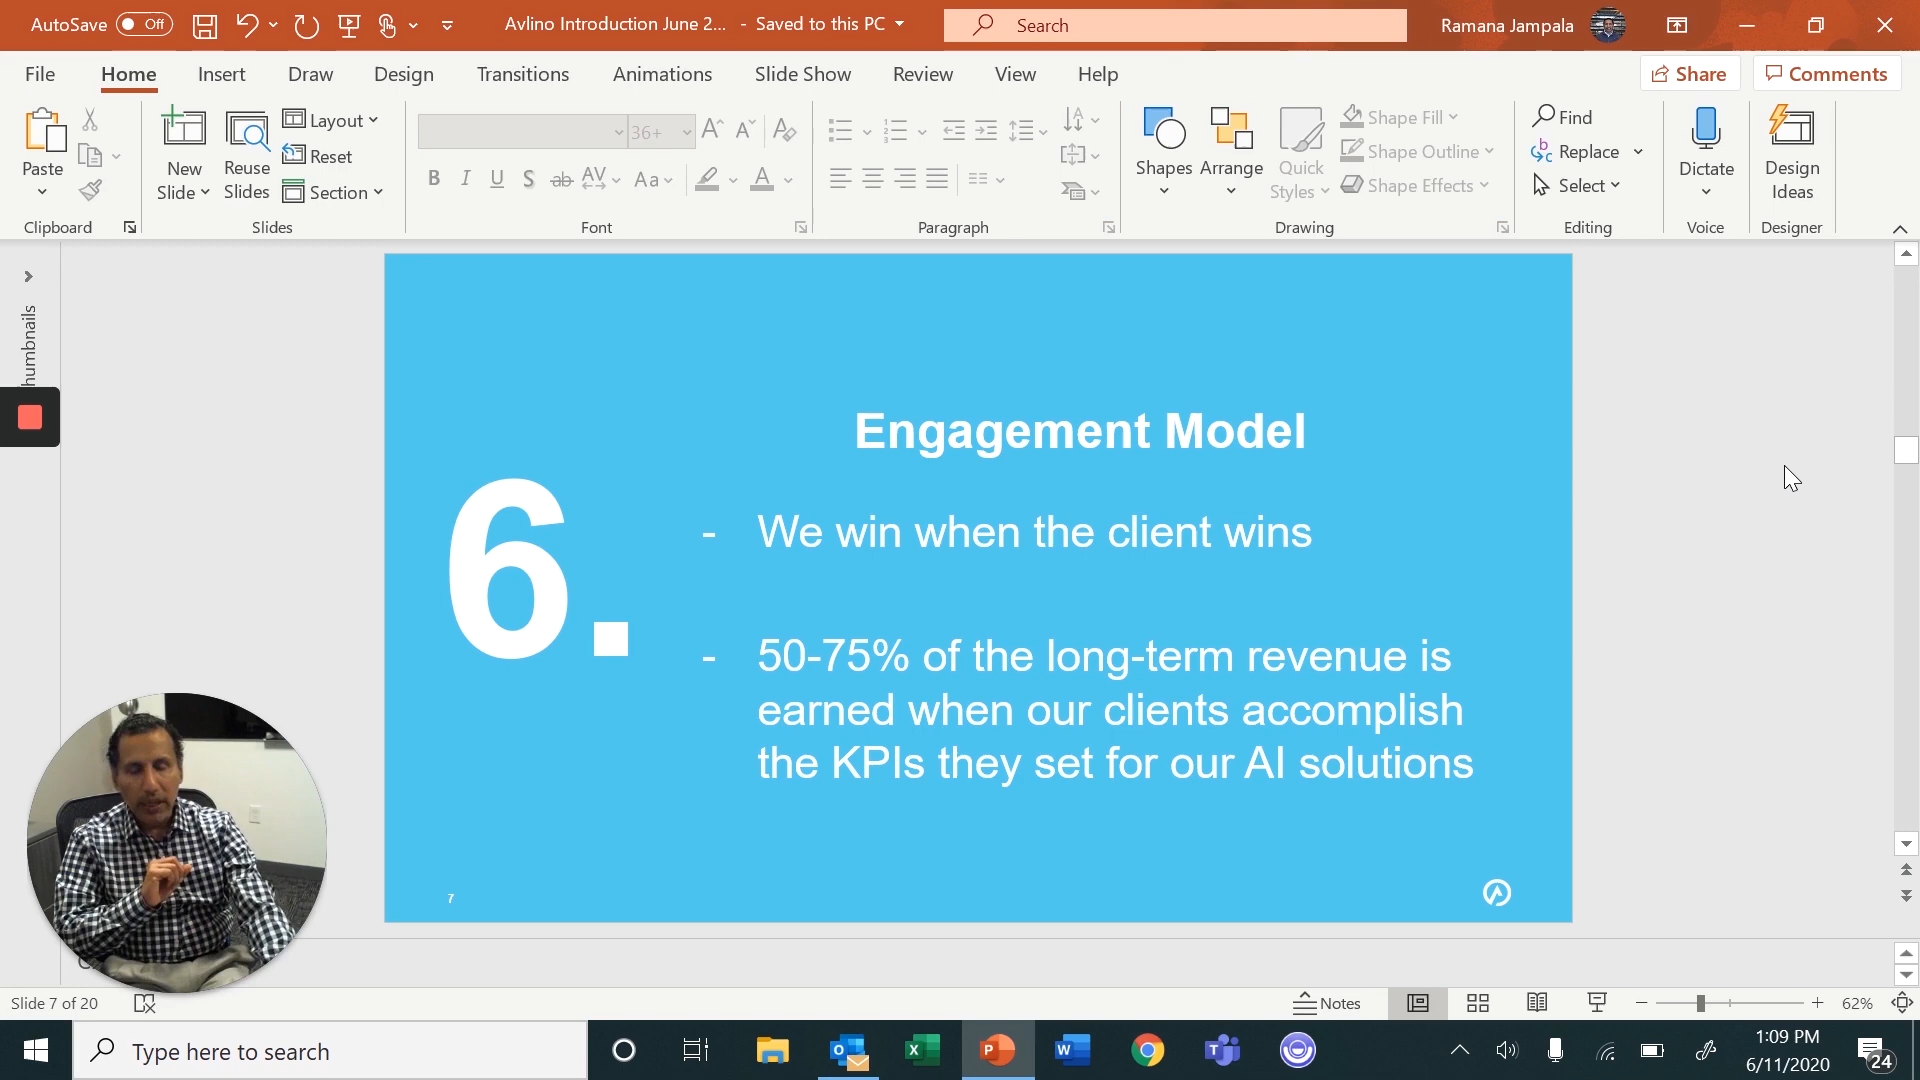 AutoSave Off Avlino Introduction June 2... - Saved to this PC Search Ramana Jampala
File Home Insert Draw Design Transitions Animations Slide Show Review View Help Share Comments
Paste
New
Slide
Reuse
Slides
Layout
Reset
Section
36+
B I U S ab AV Aa A
Shapes Arrange
Quick
Styles
Shape Fill
Shape Outline
Shape Effects
Find
Replace
Select
Dictate
Design
Ideas
Clipboard Slides Font Paragraph Drawing Editing Voice Designer
Engagement Model
6.
- We win when the client wins
- 50-75% of the long-term revenue is
earned when our clients accomplish
the KPIs they set for our AI solutions
7
Slide 7 of 20 Notes 62%
Type here to search
1:09 PM
6/11/2020
24